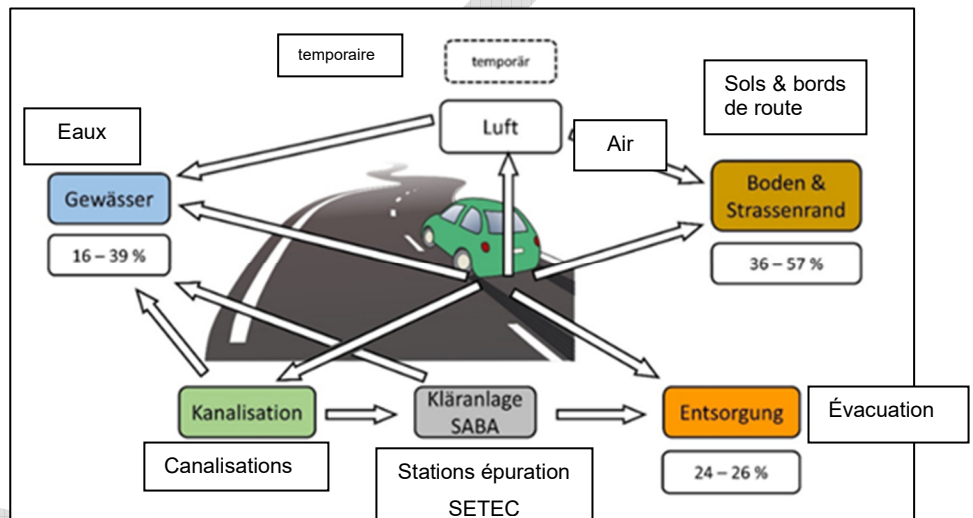 temporaire
temporär
Sols & bords
de route
Eaux
Luft
Air
Gewässer
Boden &
Strassenrand
16 – 39 %
36 – 57 %
Kanalisation
Kläranlage
SABA
Entsorgung
Évacuation
Canalisations
Stations épuration
SETEC
24 – 26 %